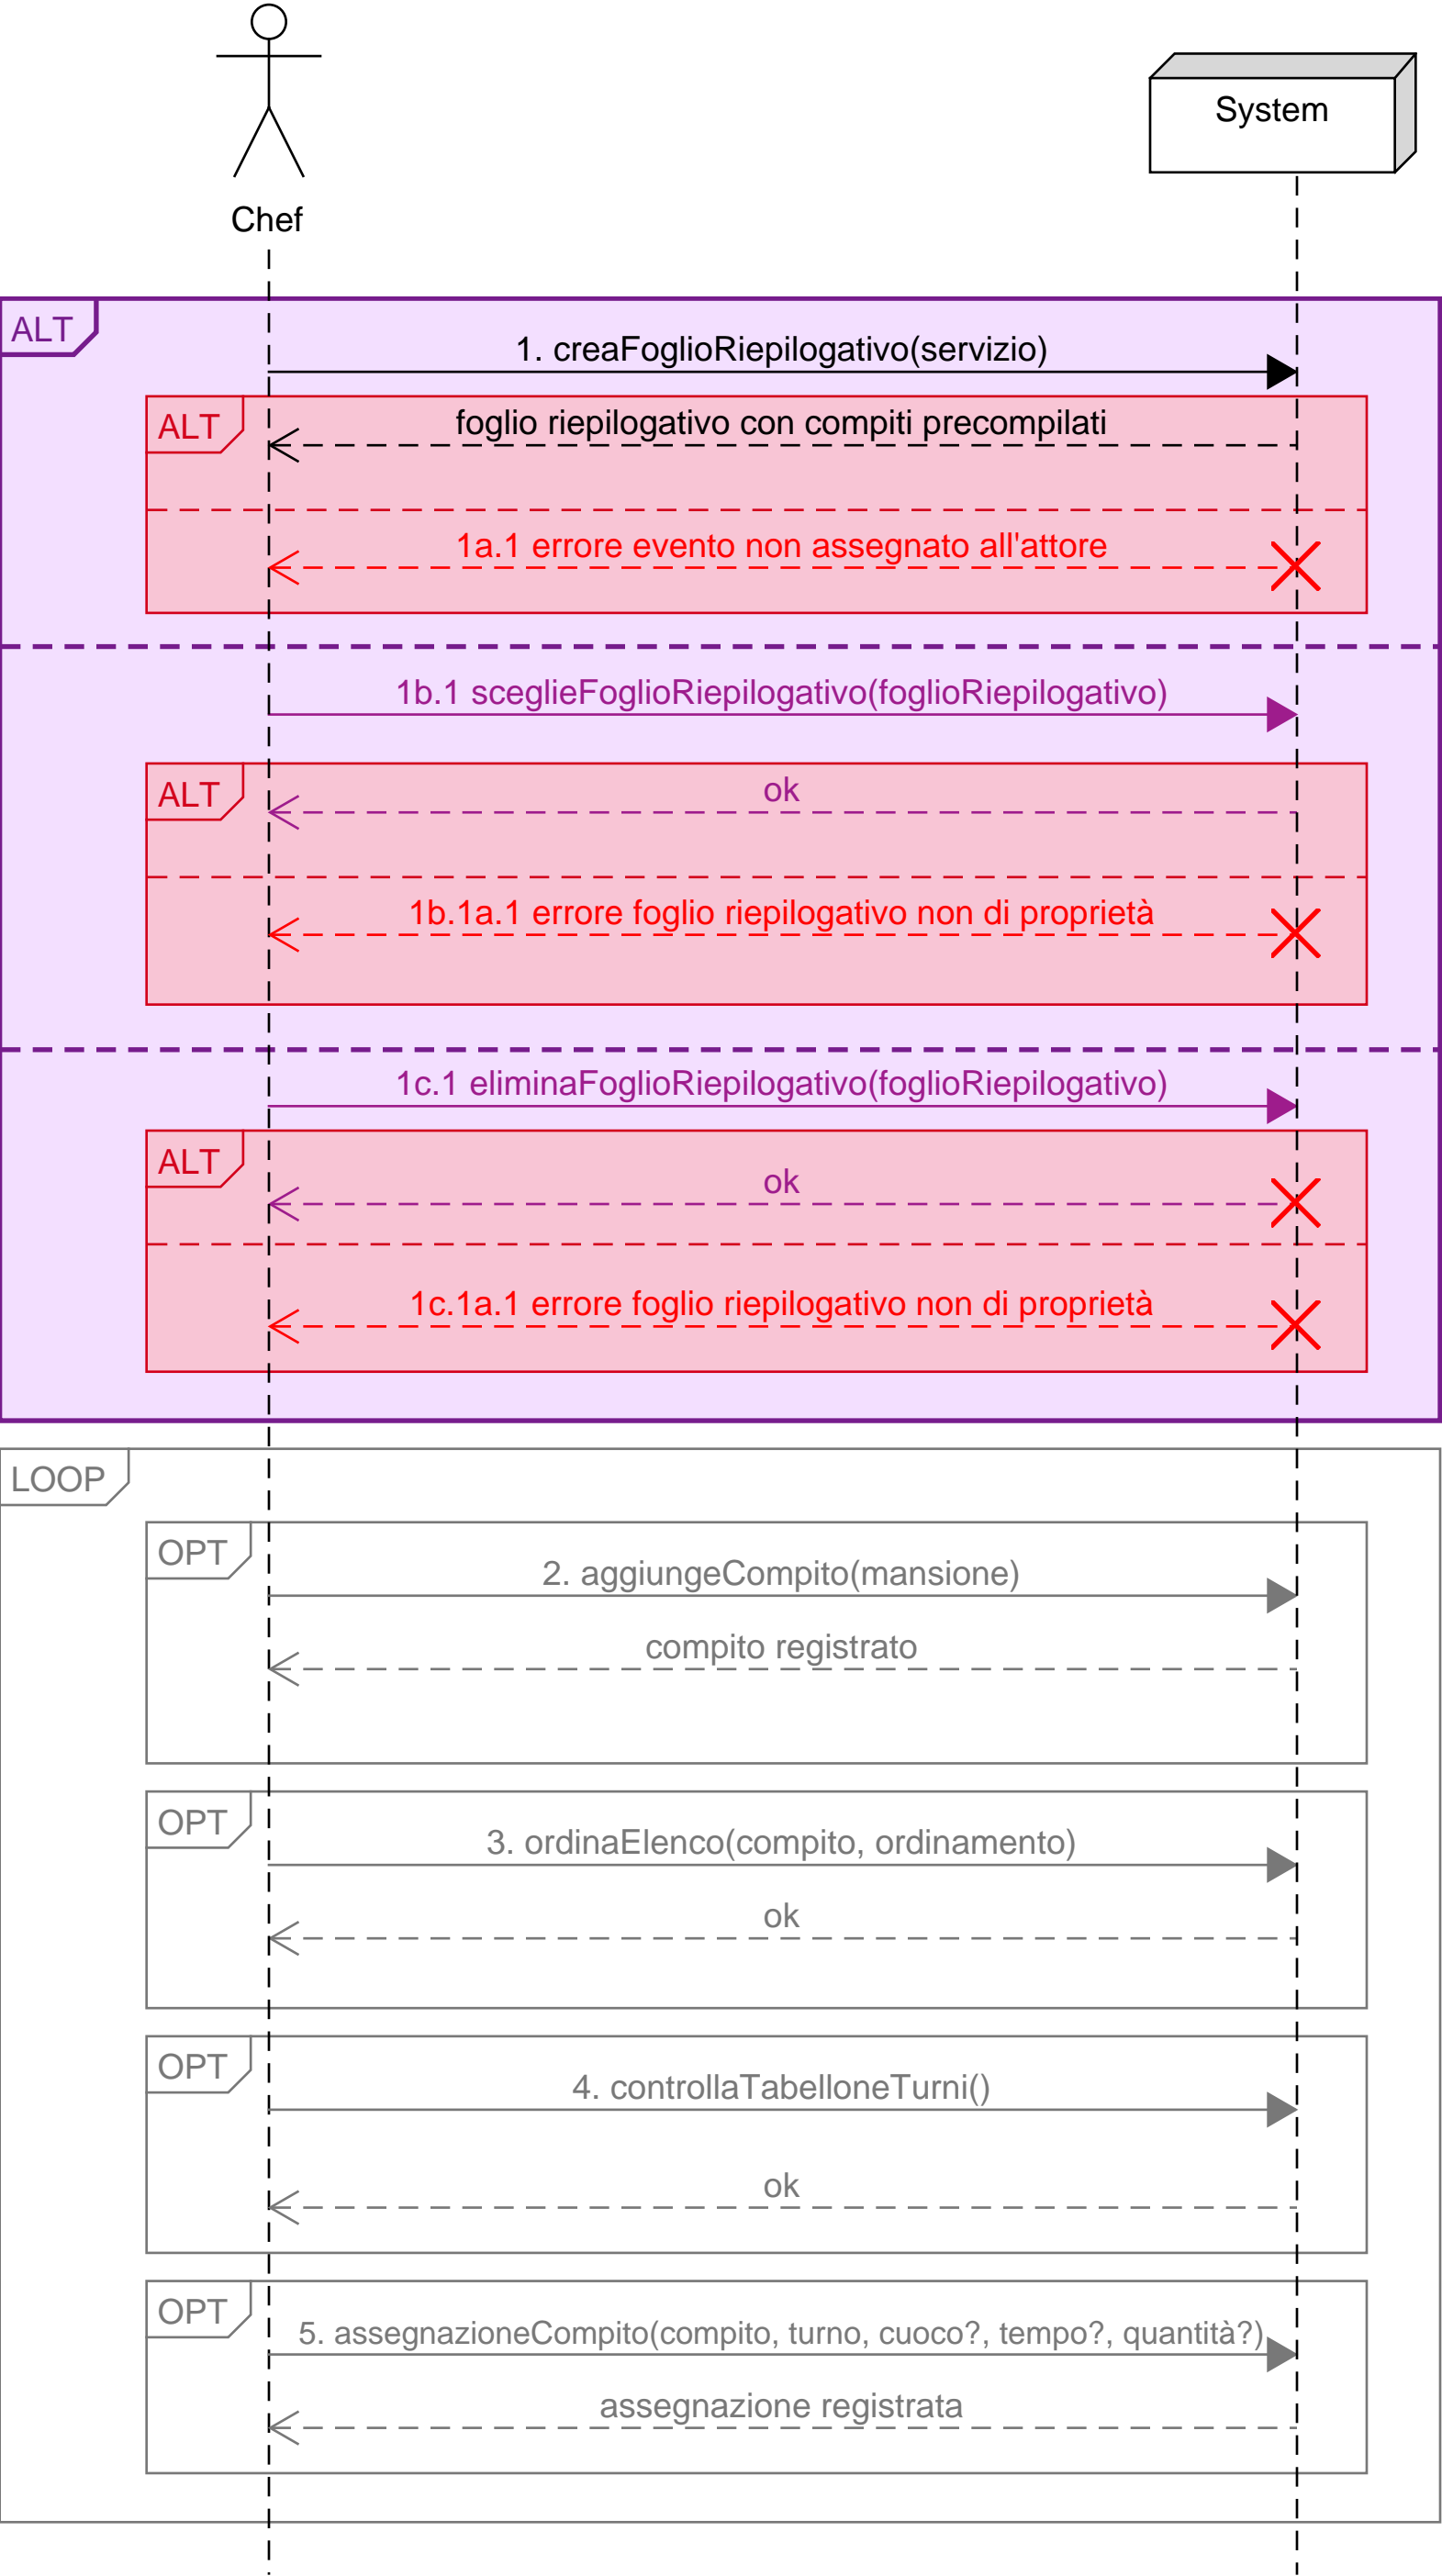 System
Chef
ALT
1. creaFoglioRiepilogativo(servizio)
ALT
foglio riepilogativo con compiti precompilati
1a.1 errore evento non assegnato all'attore
1b.1 sceglieFoglioRiepilogativo(foglioRiepilogativo)
ALT
ok
1b.1a.1 errore foglio riepilogativo non di proprietà
1c.1 eliminaFoglioRiepilogativo(foglioRiepilogativo)
ALT
ok
1c.1a.1 errore foglio riepilogativo non di proprietà
LOOP
OPT
2. aggiungeCompito(mansione)
compito registrato
OPT
3. ordinaElenco(compito, ordinamento)
ok
OPT
4. controllaTabelloneTurni()
ok
OPT
5. assegnazioneCompito(compito, turno, cuoco?, tempo?, quantità?)
assegnazione registrata